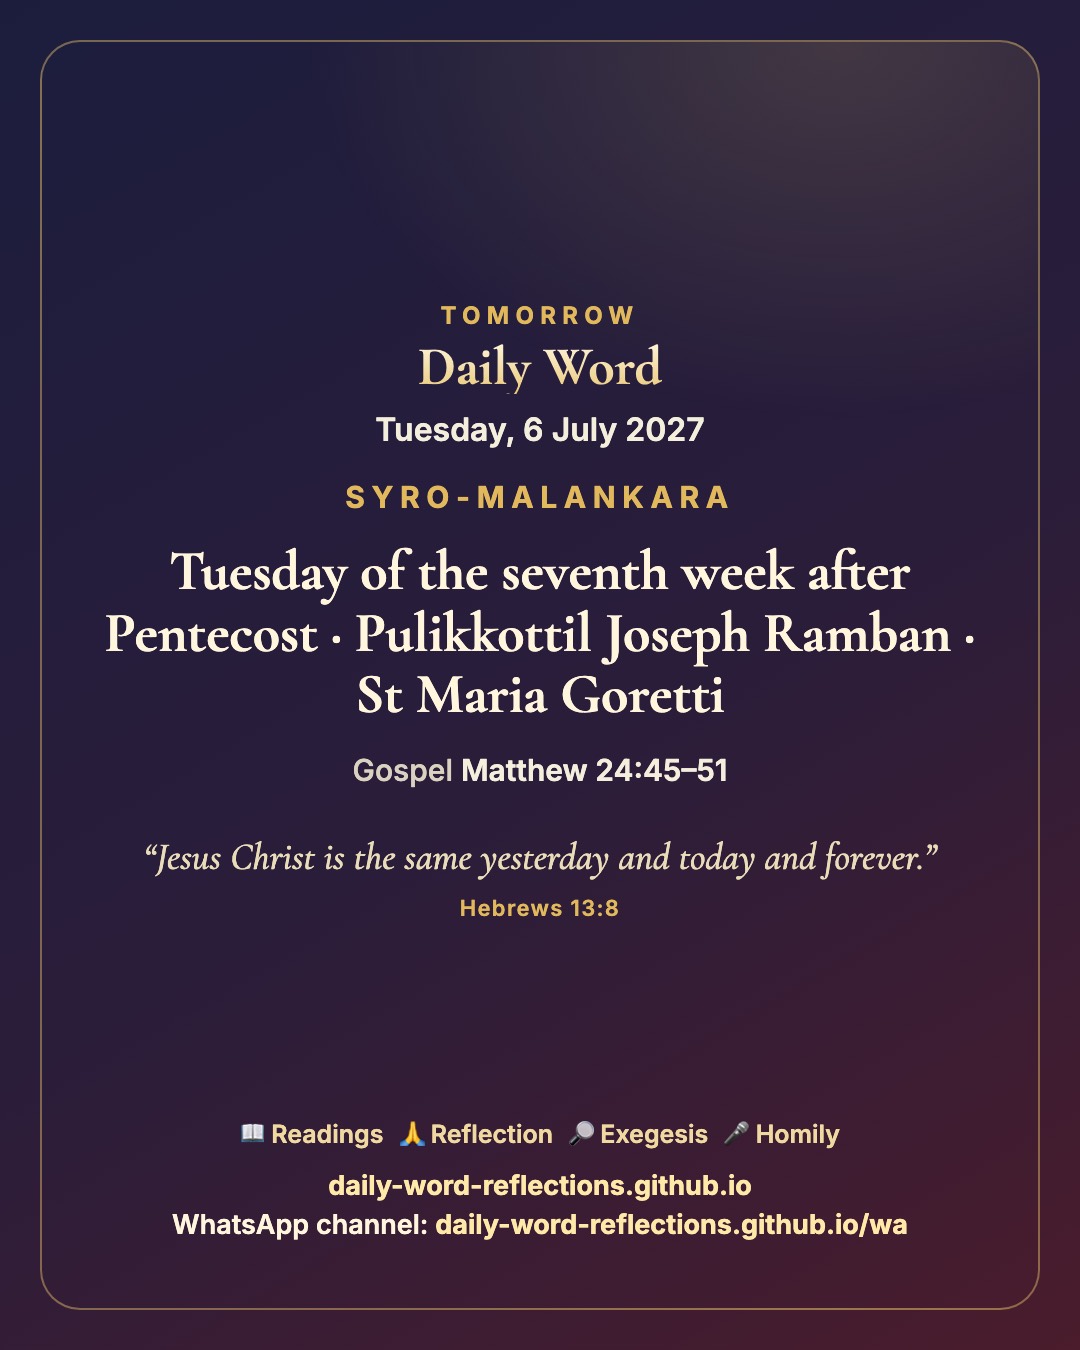 TOMORROW
Daily Word
Tuesday, 6 July 2027
SYRO-MALANKARA
Tuesday of the seventh week after
Pentecost · Pulikkottil Joseph Ramban ·
St Maria Goretti
Gospel Matthew 24:45–51
“Jesus Christ is the same yesterday and today and forever.”
Hebrews 13:8
📖 Readings 🙏 Reflection 🔎 Exegesis 🎤 Homily
daily-word-reflections.github.io
WhatsApp channel: daily-word-reflections.github.io/wa